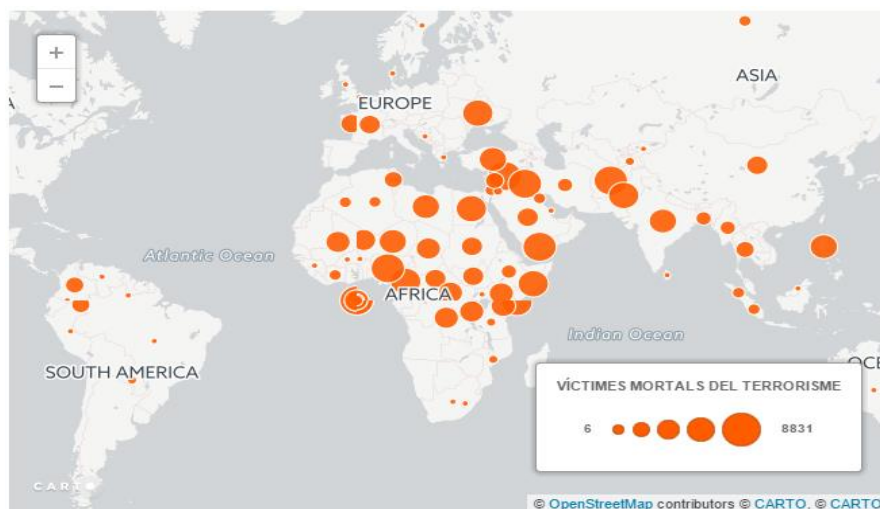 +
−
ASIA
EUROPE
Atlantic Ocean
AFRICA
Indian Ocean
SOUTH AMERICA
OCE
A
VÍCTIMES MORTALS DEL TERRORISME
6 8831
CARTO
© OpenStreetMap contributors © CARTO, © CARTO